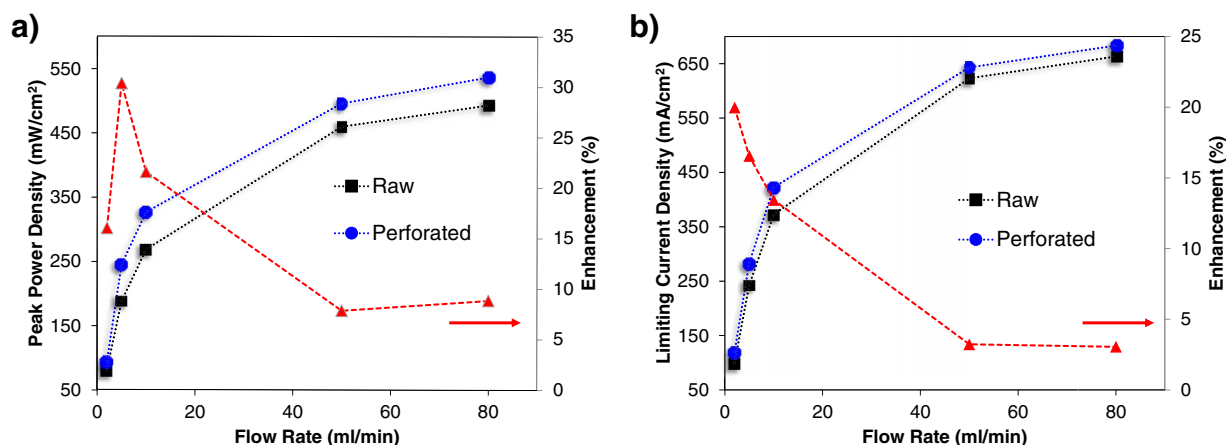 a)
Peak Power Density (mW/cm²)
550
450
350
250
150
50
35
30
25
20
15
10
5
0
Enhancement (%)
Raw
Perforated
0 20 40 60 80
Flow Rate (ml/min)
b)
Limiting Current Density (mA/cm²)
650
550
450
350
250
150
50
25
20
15
10
5
0
Enhancement (%)
Raw
Perforated
0 20 40 60 80
Flow Rate (ml/min)